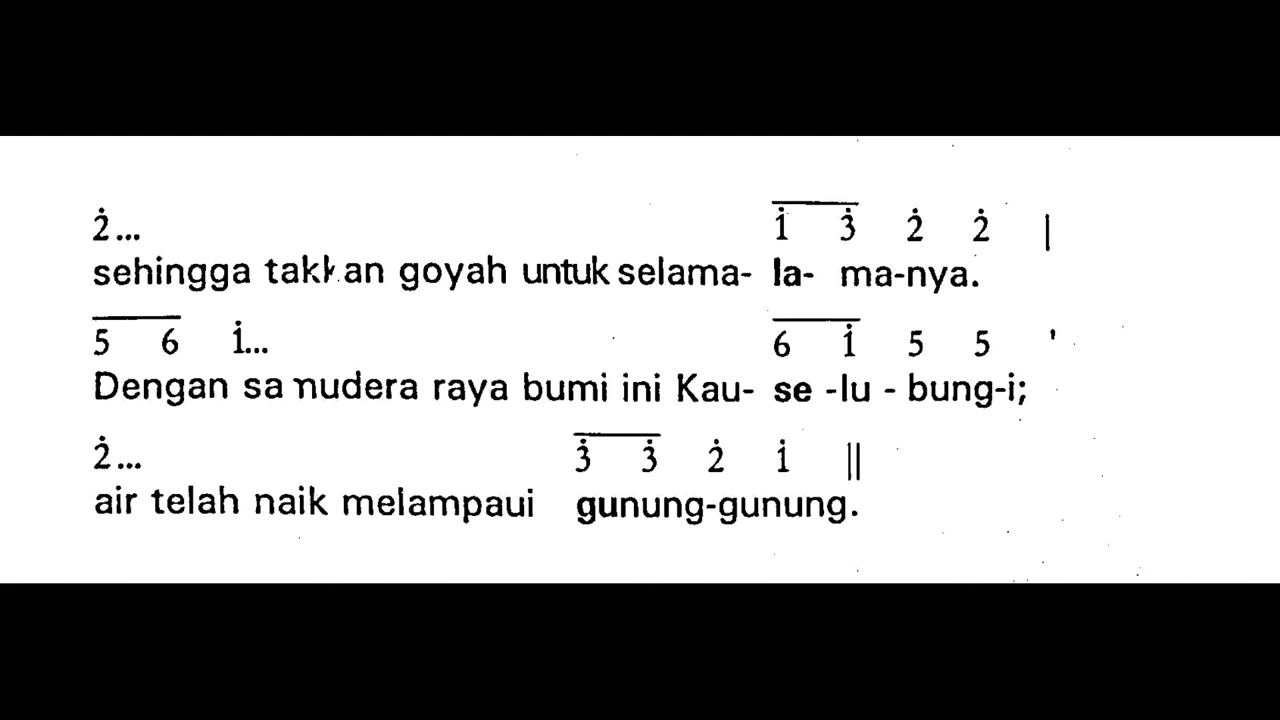 2̇... 1̇ 3̇ 2̇ 2̇ |
sehingga takkan goyah untuk selama- la- ma-nya.
5 6 1̇... 6 1̇ 5 5 '
Dengan samudera raya bumi ini Kau- se -lu - bung-i;
2̇... 3̇ 3̇ 2̇ 1̇ ||
air telah naik melampaui gunung-gunung.